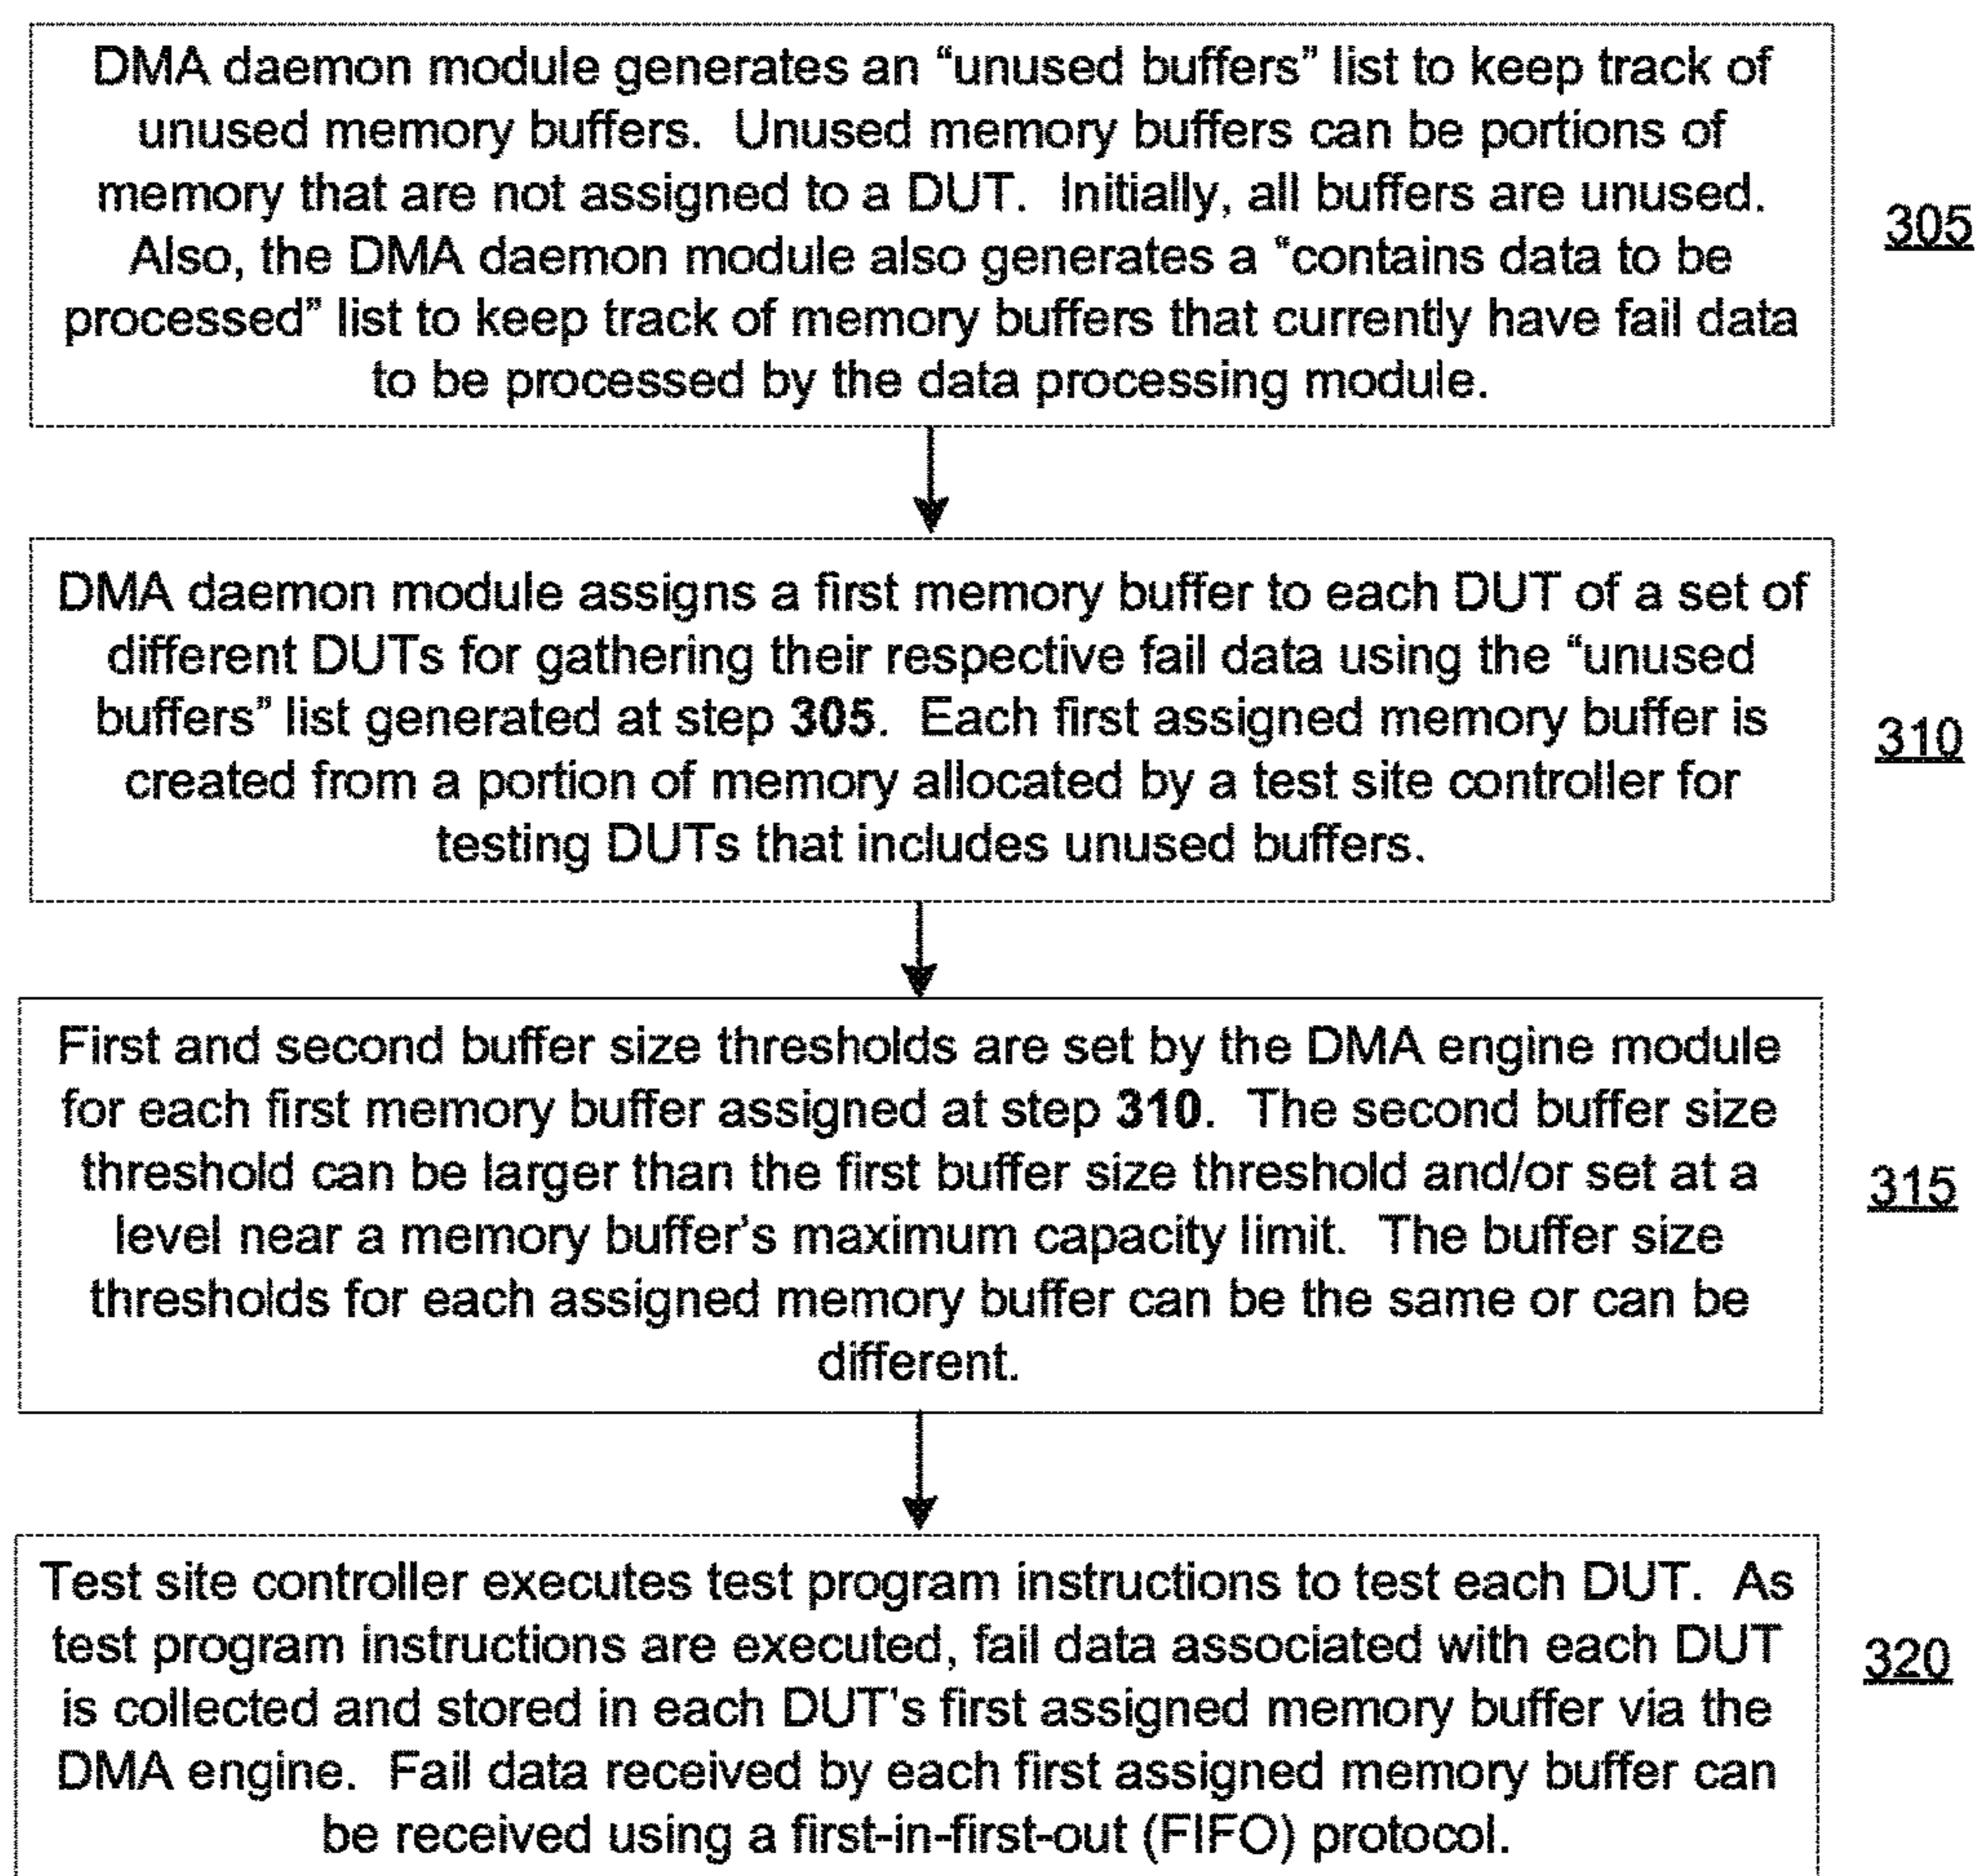 DMA daemon module generates an “unused buffers” list to keep track of
unused memory buffers. Unused memory buffers can be portions of
memory that are not assigned to a DUT. Initially, all buffers are unused.
Also, the DMA daemon module also generates a “contains data to be
processed” list to keep track of memory buffers that currently have fail data
to be processed by the data processing module.
305
DMA daemon module assigns a first memory buffer to each DUT of a set of
different DUTs for gathering their respective fail data using the “unused
buffers” list generated at step 305. Each first assigned memory buffer is
created from a portion of memory allocated by a test site controller for
testing DUTs that includes unused buffers.
310
First and second buffer size thresholds are set by the DMA engine module
for each first memory buffer assigned at step 310. The second buffer size
threshold can be larger than the first buffer size threshold and/or set at a
level near a memory buffer’s maximum capacity limit. The buffer size
thresholds for each assigned memory buffer can be the same or can be
different.
315
Test site controller executes test program instructions to test each DUT. As
test program instructions are executed, fail data associated with each DUT
is collected and stored in each DUT’s first assigned memory buffer via the
DMA engine. Fail data received by each first assigned memory buffer can
be received using a first-in-first-out (FIFO) protocol.
320